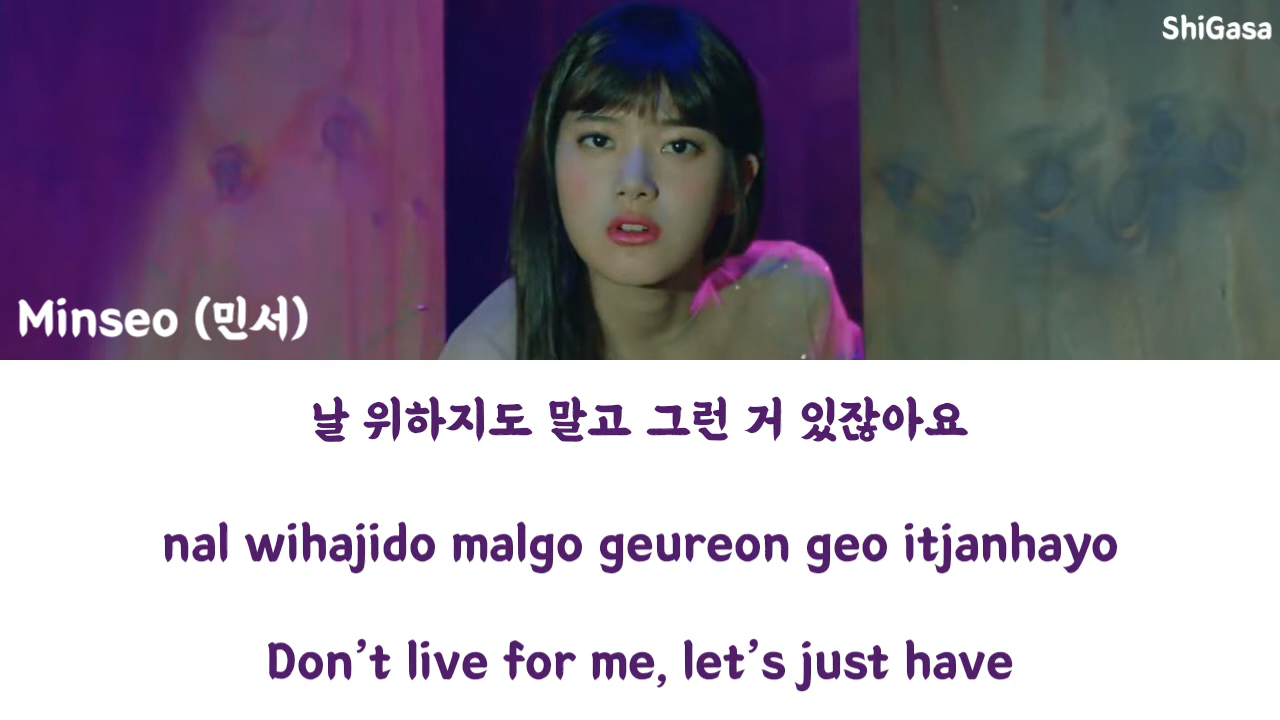 ShiGasa
Minseo (민서)
날 위하지도 말고 그런 거 있잖아요
nal wihajido malgo geureon geo itjanhayo
Don't live for me, let's just have